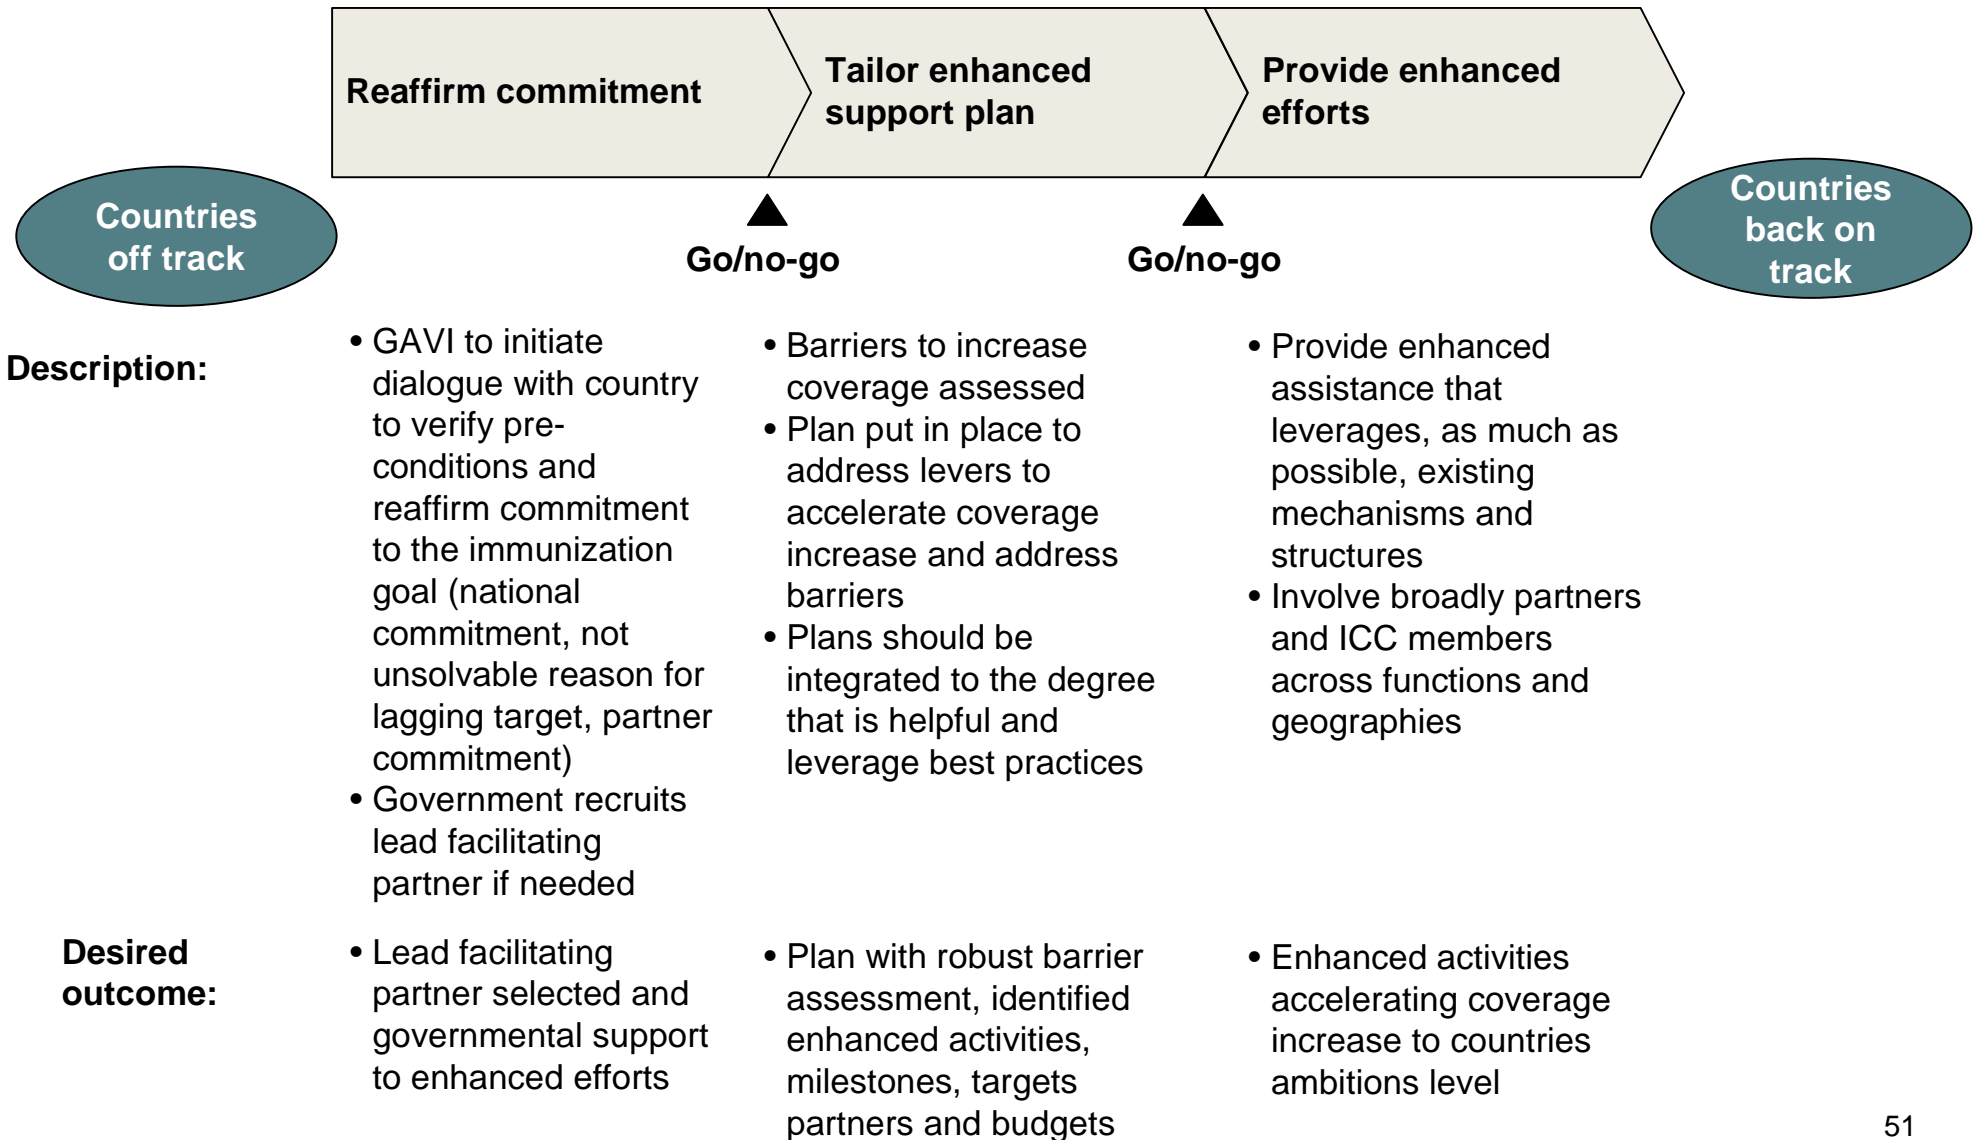 Reaffirm commitment
Tailor enhanced
support plan
Provide enhanced
efforts
Countries
off track
Go/no-go
Go/no-go
Countries
back on
track
Description:
• GAVI to initiate
dialogue with country
to verify pre-
conditions and
reaffirm commitment
to the immunization
goal (national
commitment, not
unsolvable reason for
lagging target, partner
commitment)
• Government recruits
lead facilitating
partner if needed
• Barriers to increase
coverage assessed
• Plan put in place to
address levers to
accelerate coverage
increase and address
barriers
• Plans should be
integrated to the degree
that is helpful and
leverage best practices
• Provide enhanced
assistance that
leverages, as much as
possible, existing
mechanisms and
structures
• Involve broadly partners
and ICC members
across functions and
geographies
Desired
outcome:
• Lead facilitating
partner selected and
governmental support
to enhanced efforts
• Plan with robust barrier
assessment, identified
enhanced activities,
milestones, targets
partners and budgets
• Enhanced activities
accelerating coverage
increase to countries
ambitions level
51